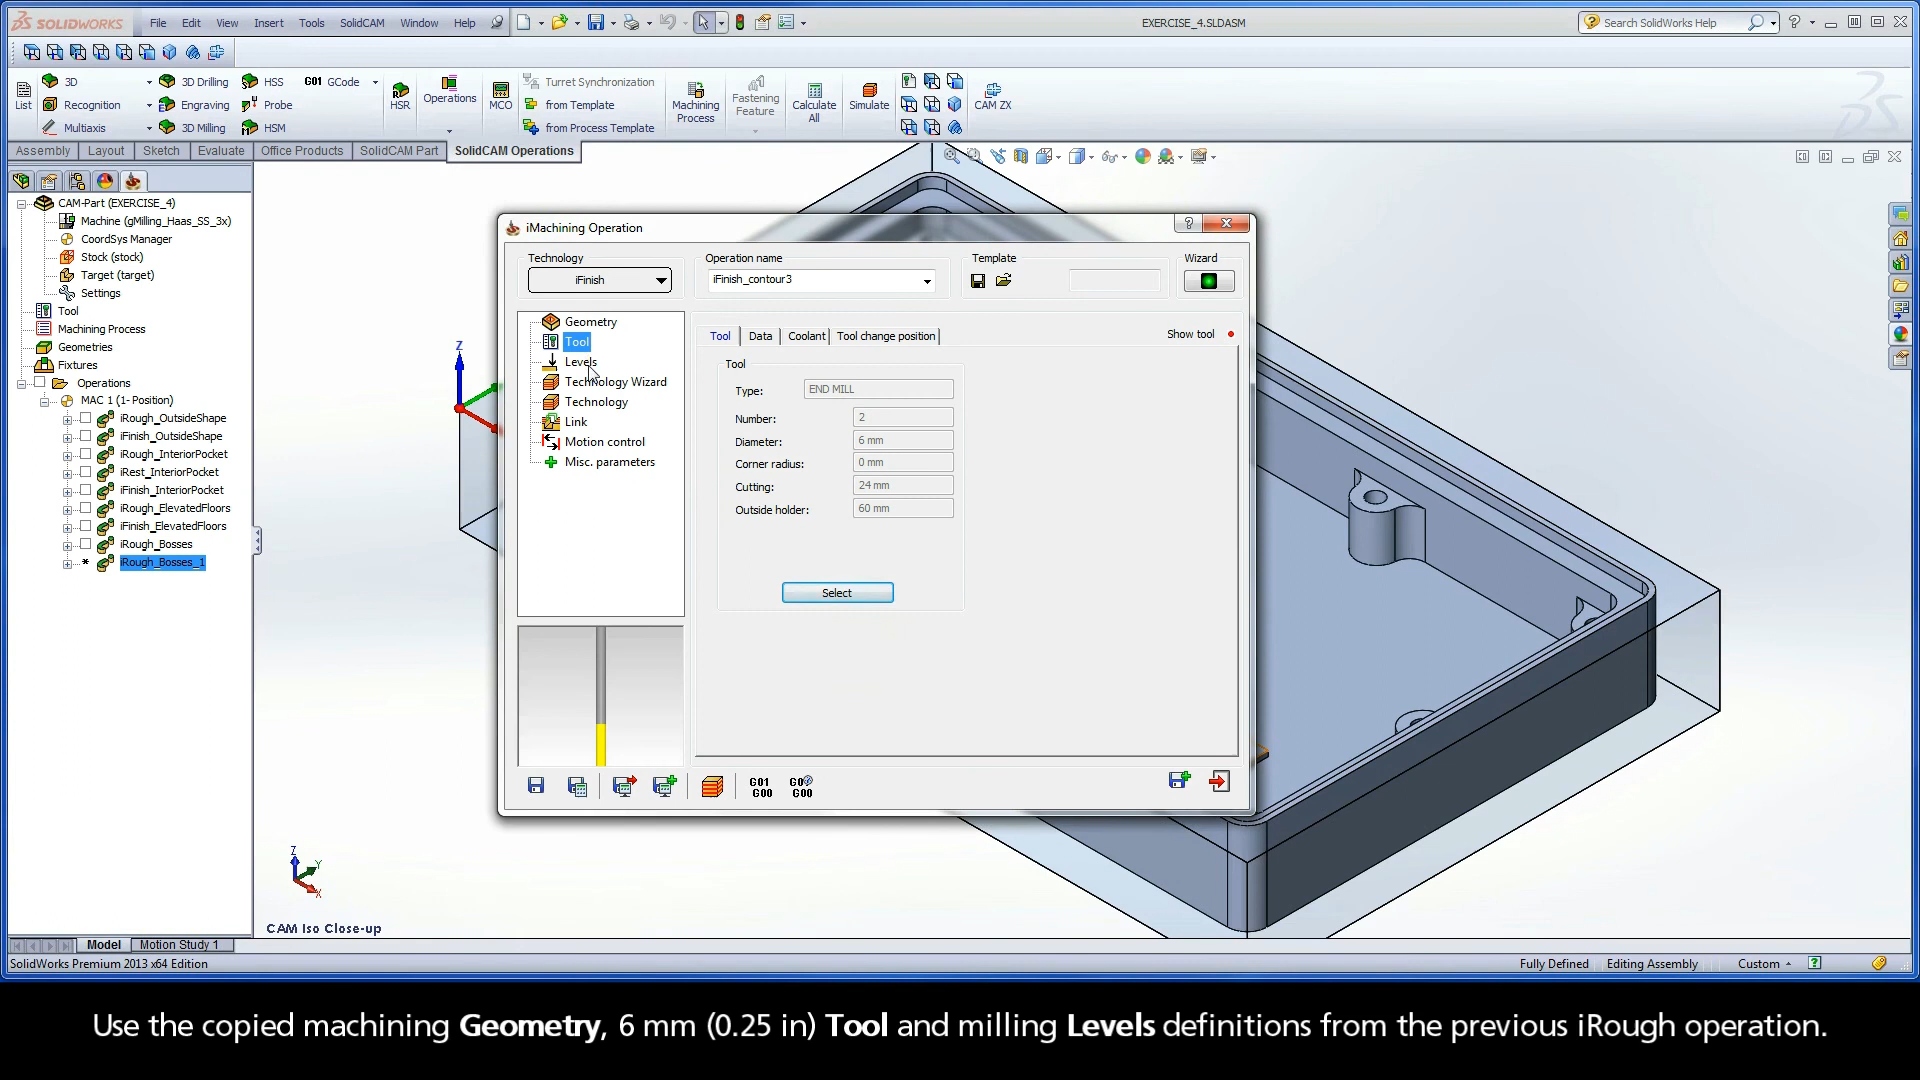 SOLIDWORKS File Edit View Insert Tools SolidCAM Window Help EXERCISE_4.SLDASM Search SolidWorks Help
3D 3D Drilling HSS G01 GCode Turret Synchronization
List Recognition Engraving Probe HSR Operations MCO from Template Machining Process Fastening Feature Calculate All Simulate CAM ZX
Multiaxis 3D Milling HSM from Process Template
Assembly Layout Sketch Evaluate Office Products SolidCAM Part SolidCAM Operations
CAM-Part (EXERCISE_4)
Machine (gMilling_Haas_SS_3x)
CoordSys Manager
Stock (stock)
Target (target)
Settings
Tool
Machining Process
Geometries
Fixtures
Operations
MAC 1 (1- Position)
iRough_OutsideShape
iFinish_OutsideShape
iRough_InteriorPocket
iRest_InteriorPocket
iFinish_InteriorPocket
iRough_ElevatedFloors
iFinish_ElevatedFloors
iRough_Bosses
* iRough_Bosses_1
iMachining Operation
Technology Operation name Template Wizard
iFinish iFinish_contour3
Geometry
Tool
Levels
Technology Wizard
Technology
Link
Motion control
Misc. parameters
Tool Data Coolant Tool change position Show tool
Tool
Type: END MILL
Number: 2
Diameter: 6 mm
Corner radius: 0 mm
Cutting: 24 mm
Outside holder: 60 mm
Select
G01 G00
G00
Z
Z Y X
CAM Iso Close-up
Model Motion Study 1
SolidWorks Premium 2013 x64 Edition Fully Defined Editing Assembly Custom
Use the copied machining Geometry, 6 mm (0.25 in) Tool and milling Levels definitions from the previous iRough operation.